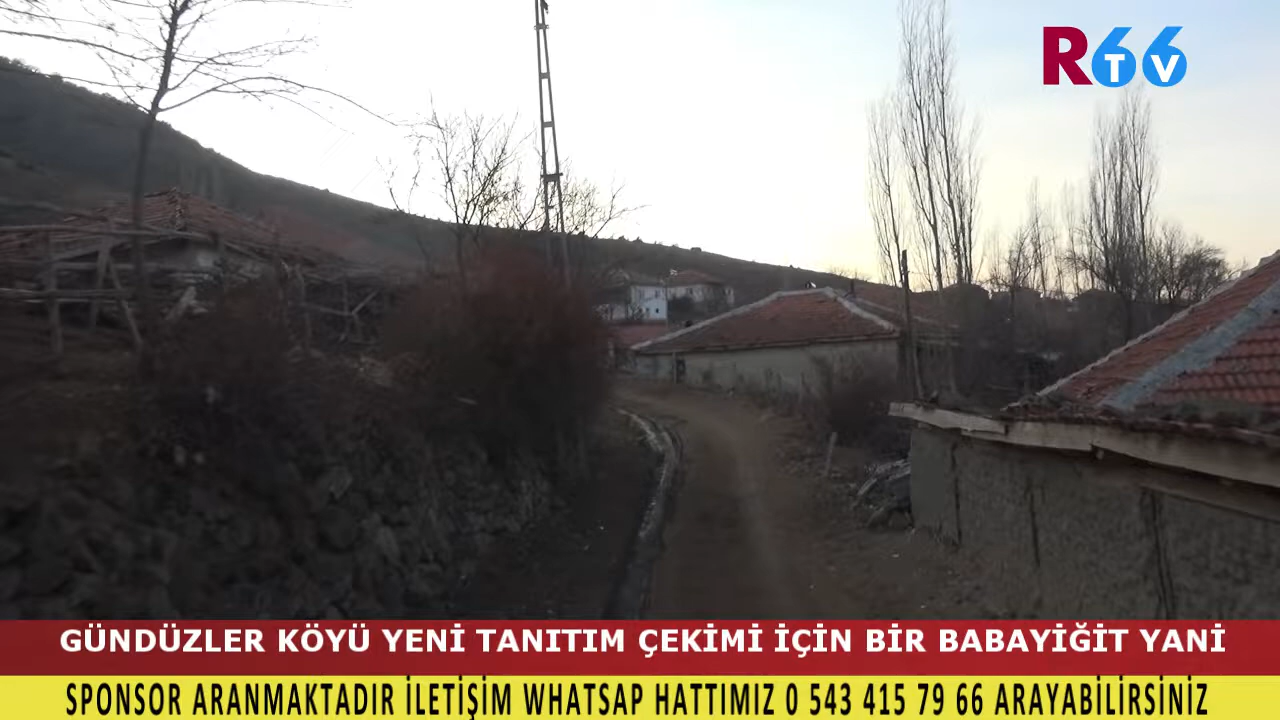 R66
TV
GÜNDÜZLER KÖYÜ YENİ TANITIM ÇEKİMİ İÇİN BİR BABAYİĞİT YANİ
SPONSOR ARANMAKTADIR İLETİŞİM WHATSAP HATTIMIZ 0 543 415 79 66 ARAYABİLİRSİNİZ